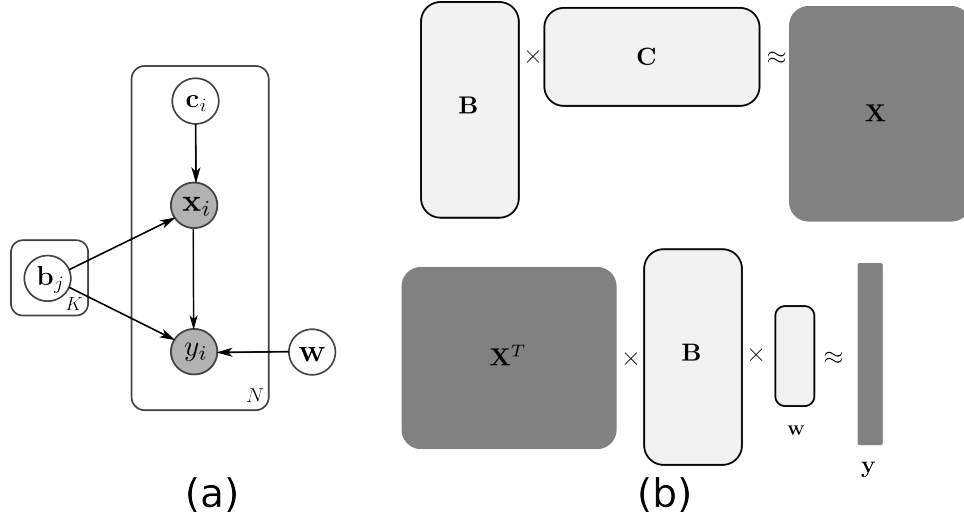 c_i
x_i
b_j
K
y_i
w
N
(a)
B × C ≈ X
X^T × B × w ≈ y
(b)